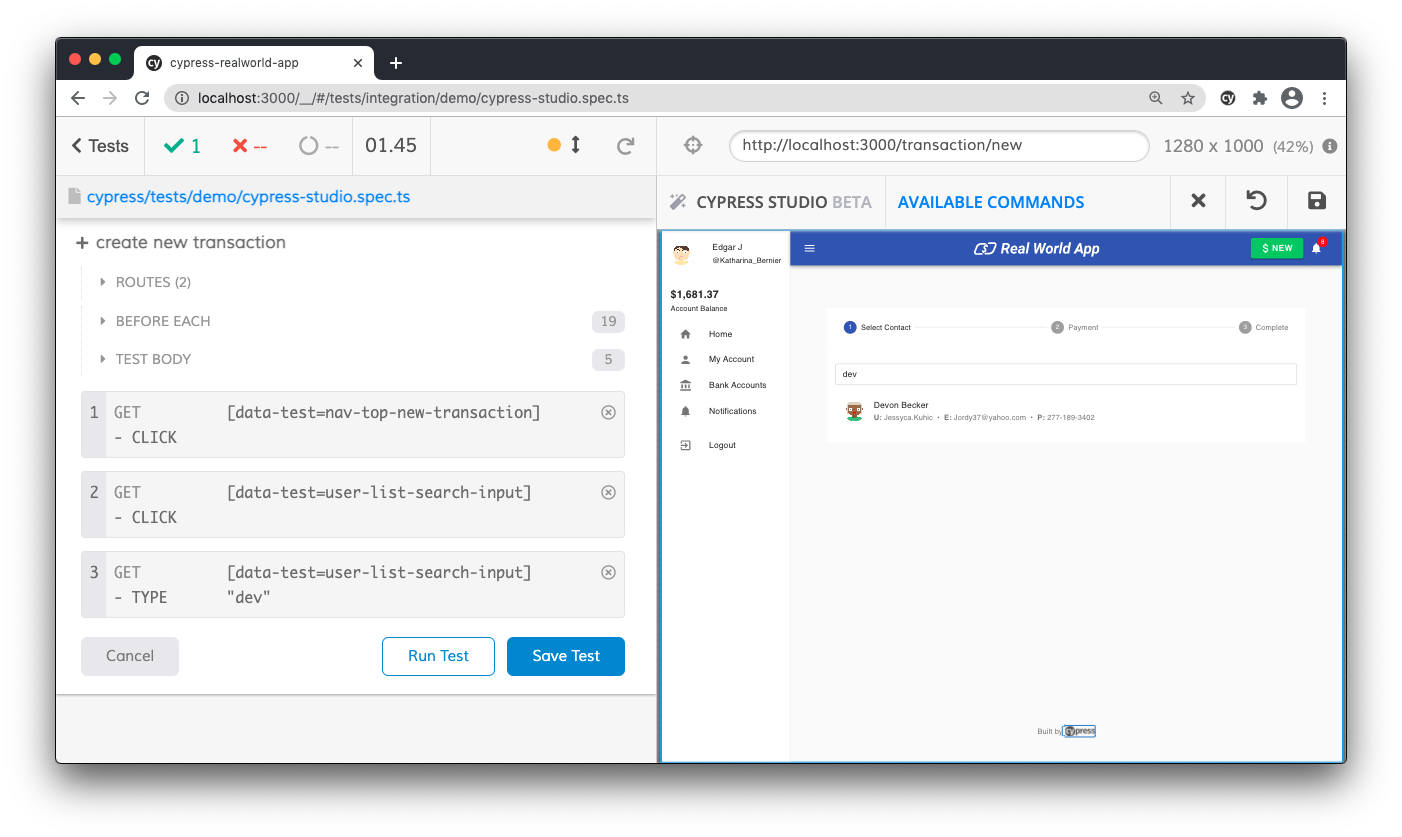 cypress-realworld-app
localhost:3000/__/#/tests/integration/demo/cypress-studio.spec.ts
Tests 1 -- -- 01.45
http://localhost:3000/transaction/new 1280 x 1000 (42%)
cypress/tests/demo/cypress-studio.spec.ts
CYPRESS STUDIO BETA AVAILABLE COMMANDS
create new transaction
ROUTES (2)
BEFORE EACH 19
TEST BODY 5
1 GET [data-test=nav-top-new-transaction]
- CLICK
2 GET [data-test=user-list-search-input]
- CLICK
3 GET [data-test=user-list-search-input]
- TYPE "dev"
Cancel Run Test Save Test
Edgar J
@Katharina_Bernier
$1,681.37
Account Balance
Home
My Account
Bank Accounts
Notifications
Logout
Real World App
$ NEW
8
1 Select Contact 2 Payment 3 Complete
dev
Devon Becker
U: Jessyca.Kuhic • E: Jordy37@yahoo.com • P: 277-189-3402
Built by cypress